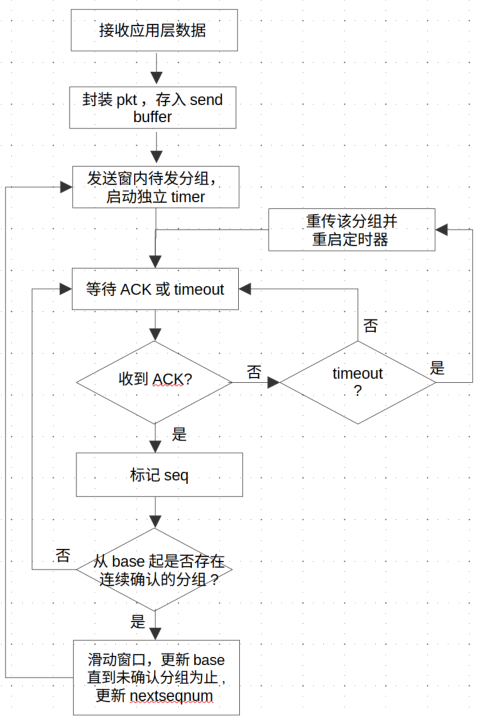 接收应用层数据
封装 pkt ，存入 send
buffer
发送窗内待发分组，
启动独立 timer
重传该分组并
重启定时器
等待 ACK 或 timeout
否
收到 ACK?
否
timeout
?
是
是
标记 seq
否
从 base 起是否存在
连续确认的分组？
是
滑动窗口，更新 base
直到未确认分组为止，
更新 nextseqnum